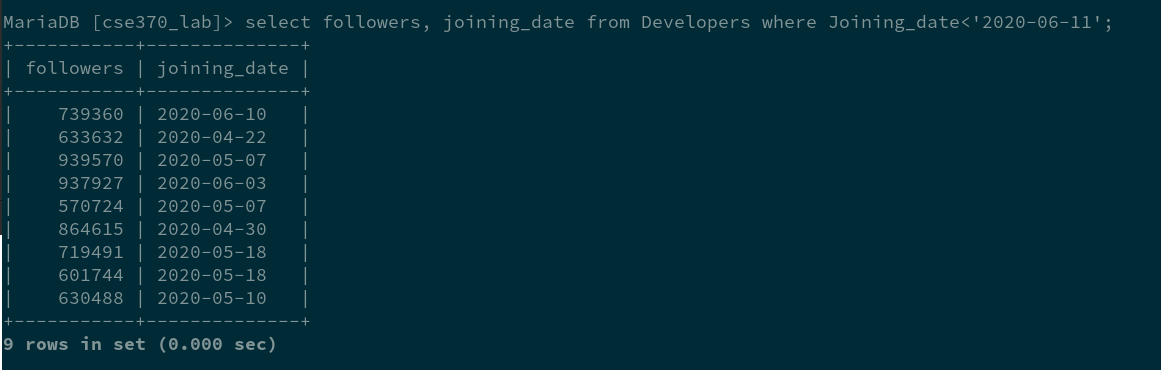 MariaDB [cse370_lab]> select followers, joining_date from Developers where Joining_date<'2020-06-11';
+-----------+--------------+
| followers | joining_date |
+-----------+--------------+
|    739360 | 2020-06-10   |
|    633632 | 2020-04-22   |
|    939570 | 2020-05-07   |
|    937927 | 2020-06-03   |
|    570724 | 2020-05-07   |
|    864615 | 2020-04-30   |
|    719491 | 2020-05-18   |
|    601744 | 2020-05-18   |
|    630488 | 2020-05-10   |
+-----------+--------------+
9 rows in set (0.000 sec)